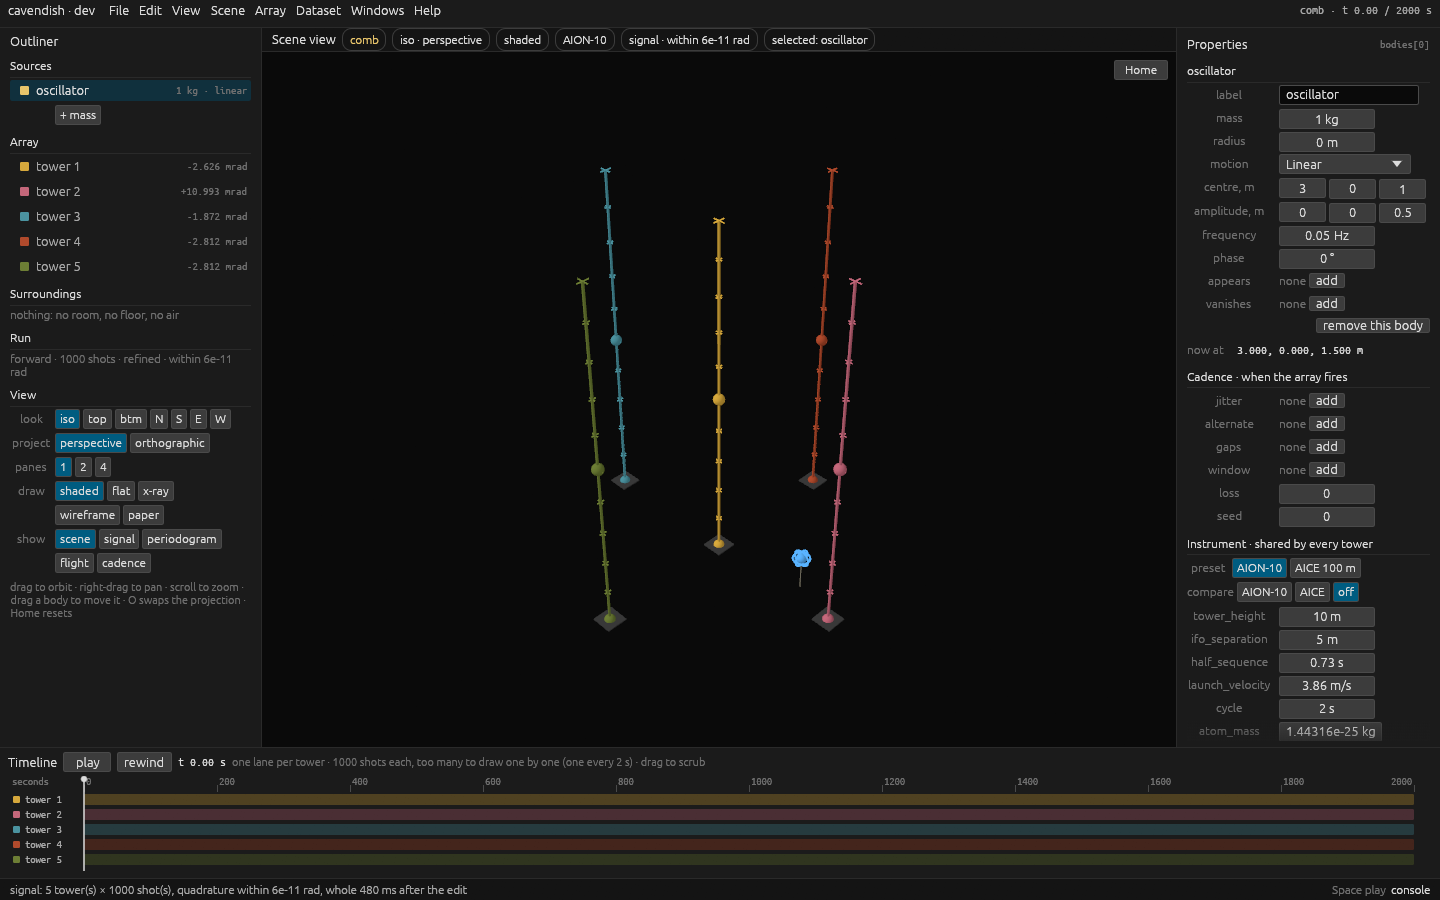 cavendish · dev File Edit View Scene Array Dataset Windows Help
comb · t 0.00 / 2000 s
Outliner
Sources
oscillator 1 kg · linear
+ mass
Array
tower 1 -2.626 mrad
tower 2 +10.993 mrad
tower 3 -1.872 mrad
tower 4 -2.812 mrad
tower 5 -2.812 mrad
Surroundings
nothing: no room, no floor, no air
Run
forward · 1000 shots · refined · within 6e-11
rad
View
look iso top btm N S E W
project perspective orthographic
panes 1 2 4
draw shaded flat x-ray
wireframe paper
show scene signal periodogram
flight cadence
drag to orbit · right-drag to pan · scroll to zoom ·
drag a body to move it · O swaps the projection ·
Home resets
Scene view comb iso · perspective shaded AION-10 signal · within 6e-11 rad selected: oscillator
Home
Properties bodies[0]
oscillator
label oscillator
mass 1 kg
radius 0 m
motion Linear
centre, m 3 0 1
amplitude, m 0 0 0.5
frequency 0.05 Hz
phase 0°
appears none add
vanishes none add
remove this body
now at 3.000, 0.000, 1.500 m
Cadence · when the array fires
jitter none add
alternate none add
gaps none add
window none add
loss 0
seed 0
Instrument · shared by every tower
preset AION-10 AICE 100 m
compare AION-10 AICE off
tower_height 10 m
ifo_separation 5 m
half_sequence 0.73 s
launch_velocity 3.86 m/s
cycle 2 s
atom_mass 1.44316e-25 kg
Timeline play rewind t 0.00 s one lane per tower · 1000 shots each, too many to draw one by one (one every 2 s) · drag to scrub
seconds 0 200 400 600 800 1000 1200 1400 1600 1800 2000
tower 1
tower 2
tower 3
tower 4
tower 5
signal: 5 tower(s) × 1000 shot(s), quadrature within 6e-11 rad, whole 480 ms after the edit
Space play console